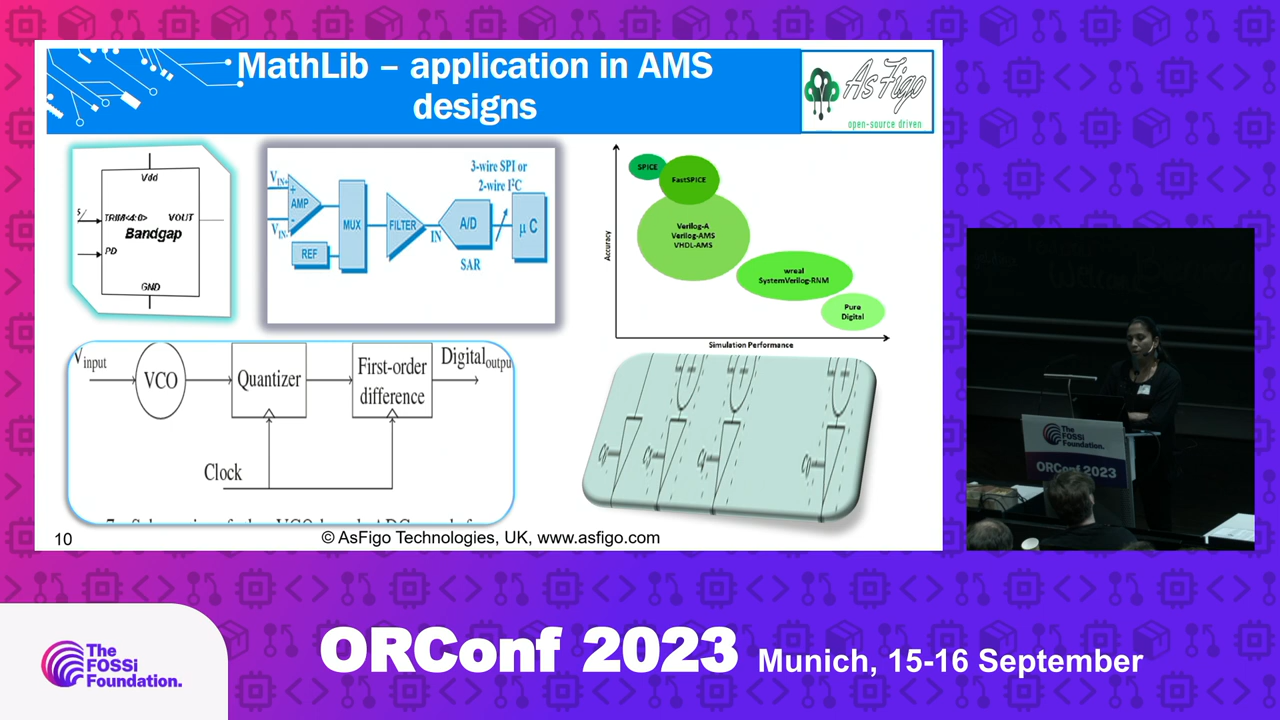 MathLib – application in AMS
designs
AsFigo
open-source driven
Vdd
TRIM<4:0>
VOUT
Bandgap
PD
GND
3-wire SPI or
2-wire I²C
VIN+
AMP
VIN-
MUX
FILTER
A/D
μC
REF
IN
SAR
Accuracy
SPICE
FastSPICE
Verilog-A
Verilog-AMS
VHDL-AMS
wreal
SystemVerilog-RNM
Pure
Digital
Simulation Performance
Vinput
VCO
Quantizer
First-order
difference
Digitaloutpu
Clock
10
© AsFigo Technologies, UK, www.asfigo.com
The
FOSSi
Foundation.
ORConf 2023
The
FOSSi
Foundation.
ORConf 2023
Munich, 15-16 September